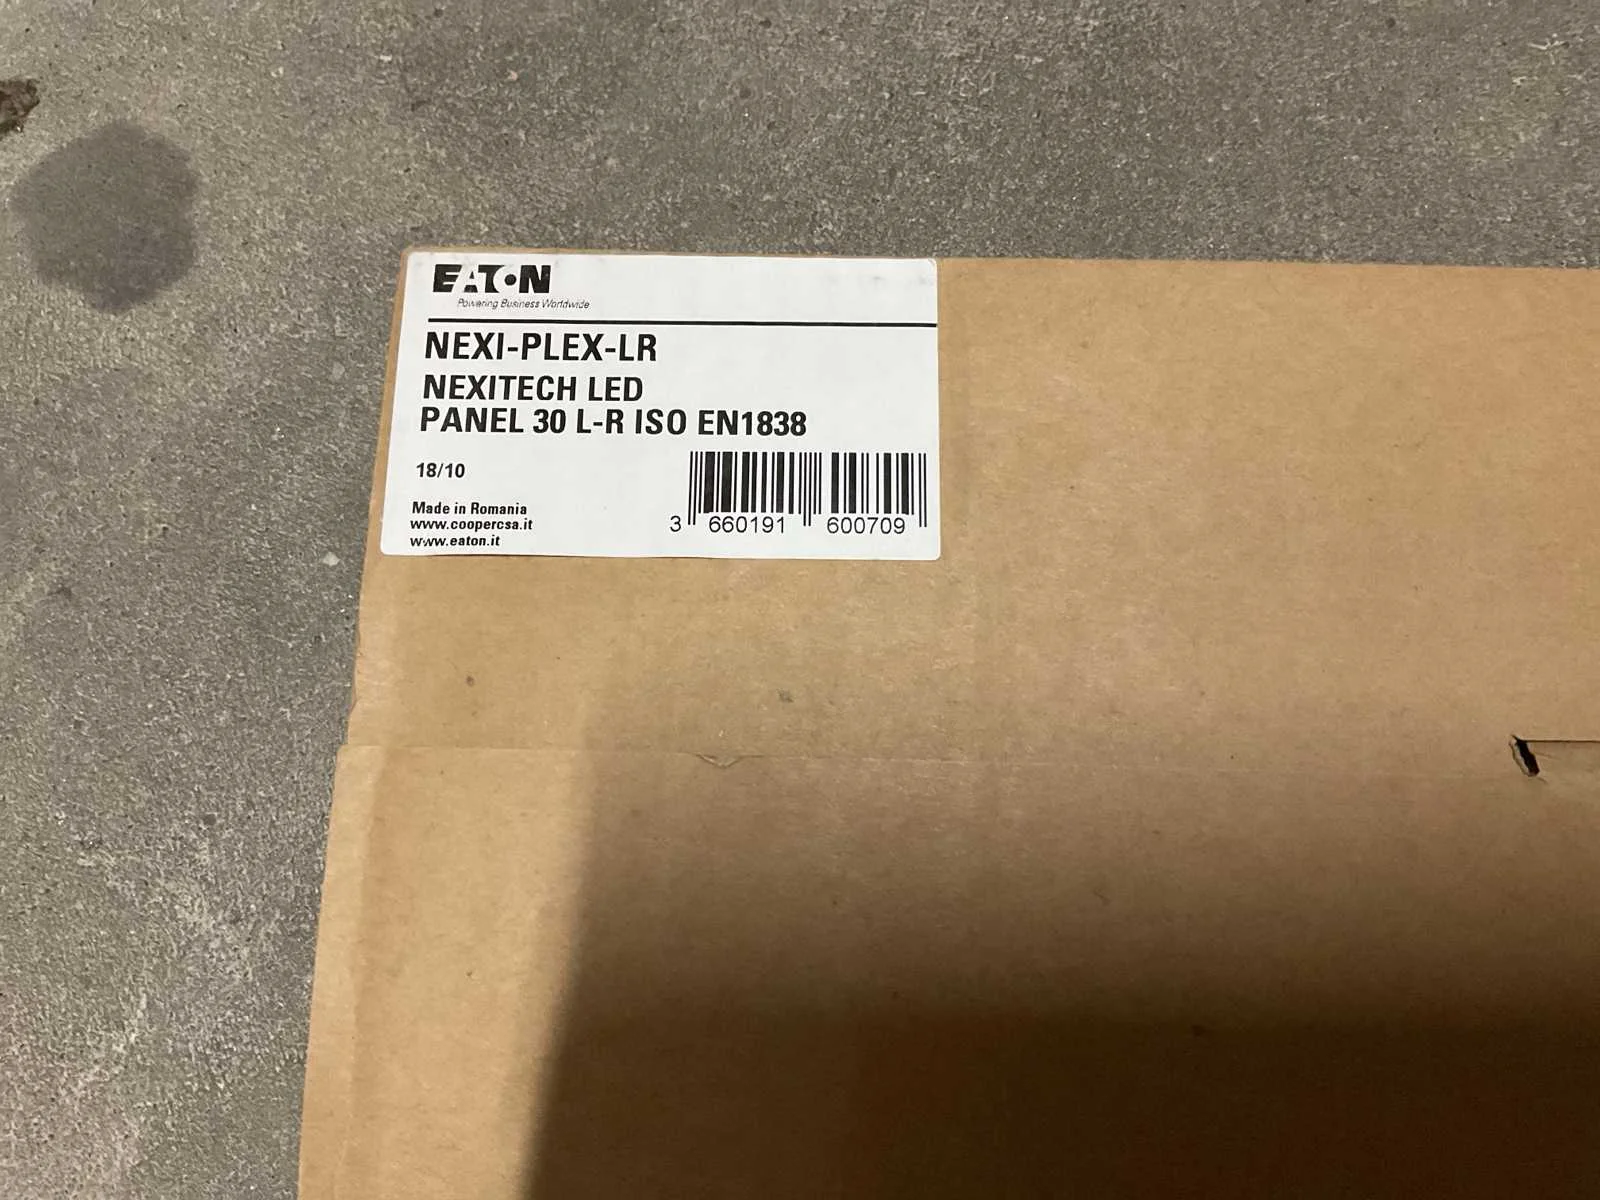 EATON
Powering Business Worldwide
NEXI-PLEX-LR
NEXITECH LED
PANEL 30 L-R ISO EN1838
18/10
Made in Romania
www.coopercsa.it
www.eaton.it
3 660191 600709